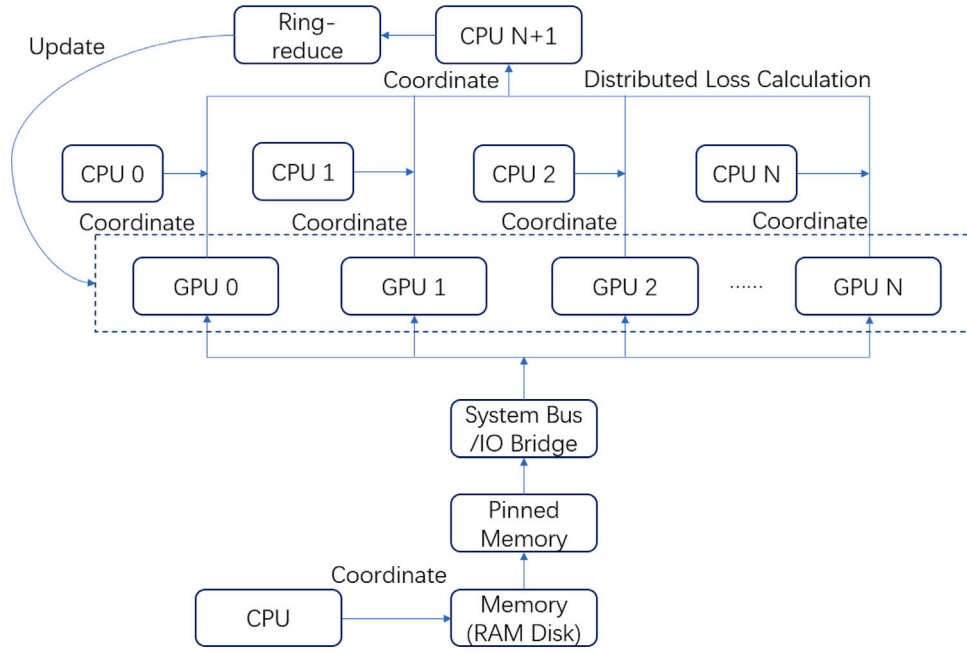 Ring-
reduce
CPU N+1
Update
Coordinate
Distributed Loss Calculation
CPU 0
CPU 1
CPU 2
CPU N
Coordinate
Coordinate
Coordinate
Coordinate
GPU 0
GPU 1
GPU 2
......
GPU N
System Bus
/IO Bridge
Pinned
Memory
Coordinate
CPU
Memory
(RAM Disk)